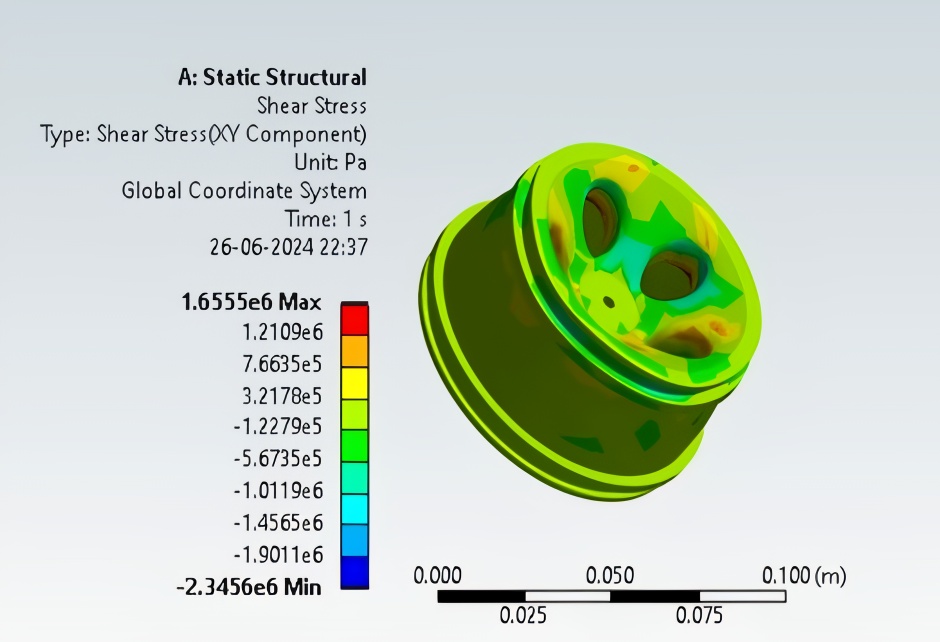 A: Static Structural
Shear Stress
Type: Shear Stress(XY Component)
Unit: Pa
Global Coordinate System
Time: 1 s
26-06-2024 22:37
1.6555e6 Max
1.2109e6
7.6635e5
3.2178e5
-1.2279e5
-5.6735e5
-1.0119e6
-1.4565e6
-1.9011e6
-2.3456e6 Min
0.000 0.050 0.100 (m)
0.025 0.075